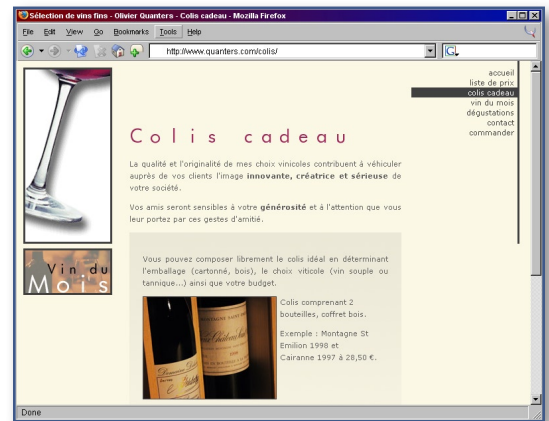 Sélection de vins fins - Olivier Quanters - Colis cadeau - Mozilla Firefox
File Edit View Go Bookmarks Tools Help
http://www.quanters.com/colis/
G
accueil
liste de prix
colis cadeau
vin du mois
dégustations
contact
commander
Colis cadeau
La qualité et l'originalité de mes choix vinicoles contribuent à véhiculer
auprès de vos clients l'image innovante, créatrice et sérieuse de
votre société.
Vos amis seront sensibles à votre générosité et à l'attention que vous
leur portez par ces gestes d'amitié.
Vin du
Mois
Vous pouvez composer librement le colis idéal en déterminant
l'emballage (cartonné, bois), le choix viticole (vin souple ou
tannique...) ainsi que votre budget.
Colis comprenant 2
bouteilles, coffret bois.
Exemple : Montagne St
Emilion 1998 et
Cairanne 1997 à 28,50 €.
Done